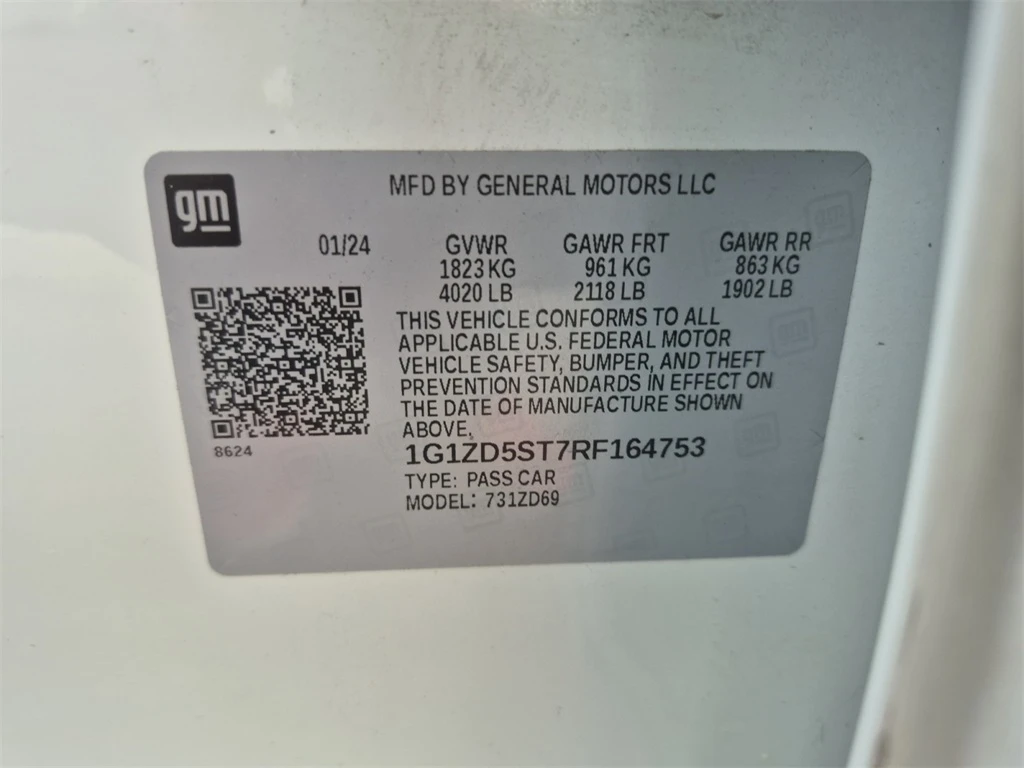 gm
MFD BY GENERAL MOTORS LLC
01/24 GVWR GAWR FRT GAWR RR
1823 KG 961 KG 863 KG
4020 LB 2118 LB 1902 LB
THIS VEHICLE CONFORMS TO ALL
APPLICABLE U.S. FEDERAL MOTOR
VEHICLE SAFETY, BUMPER, AND THEFT
PREVENTION STANDARDS IN EFFECT ON
THE DATE OF MANUFACTURE SHOWN
ABOVE.
8624
1G1ZD5ST7RF164753
TYPE: PASS CAR
MODEL: 731ZD69